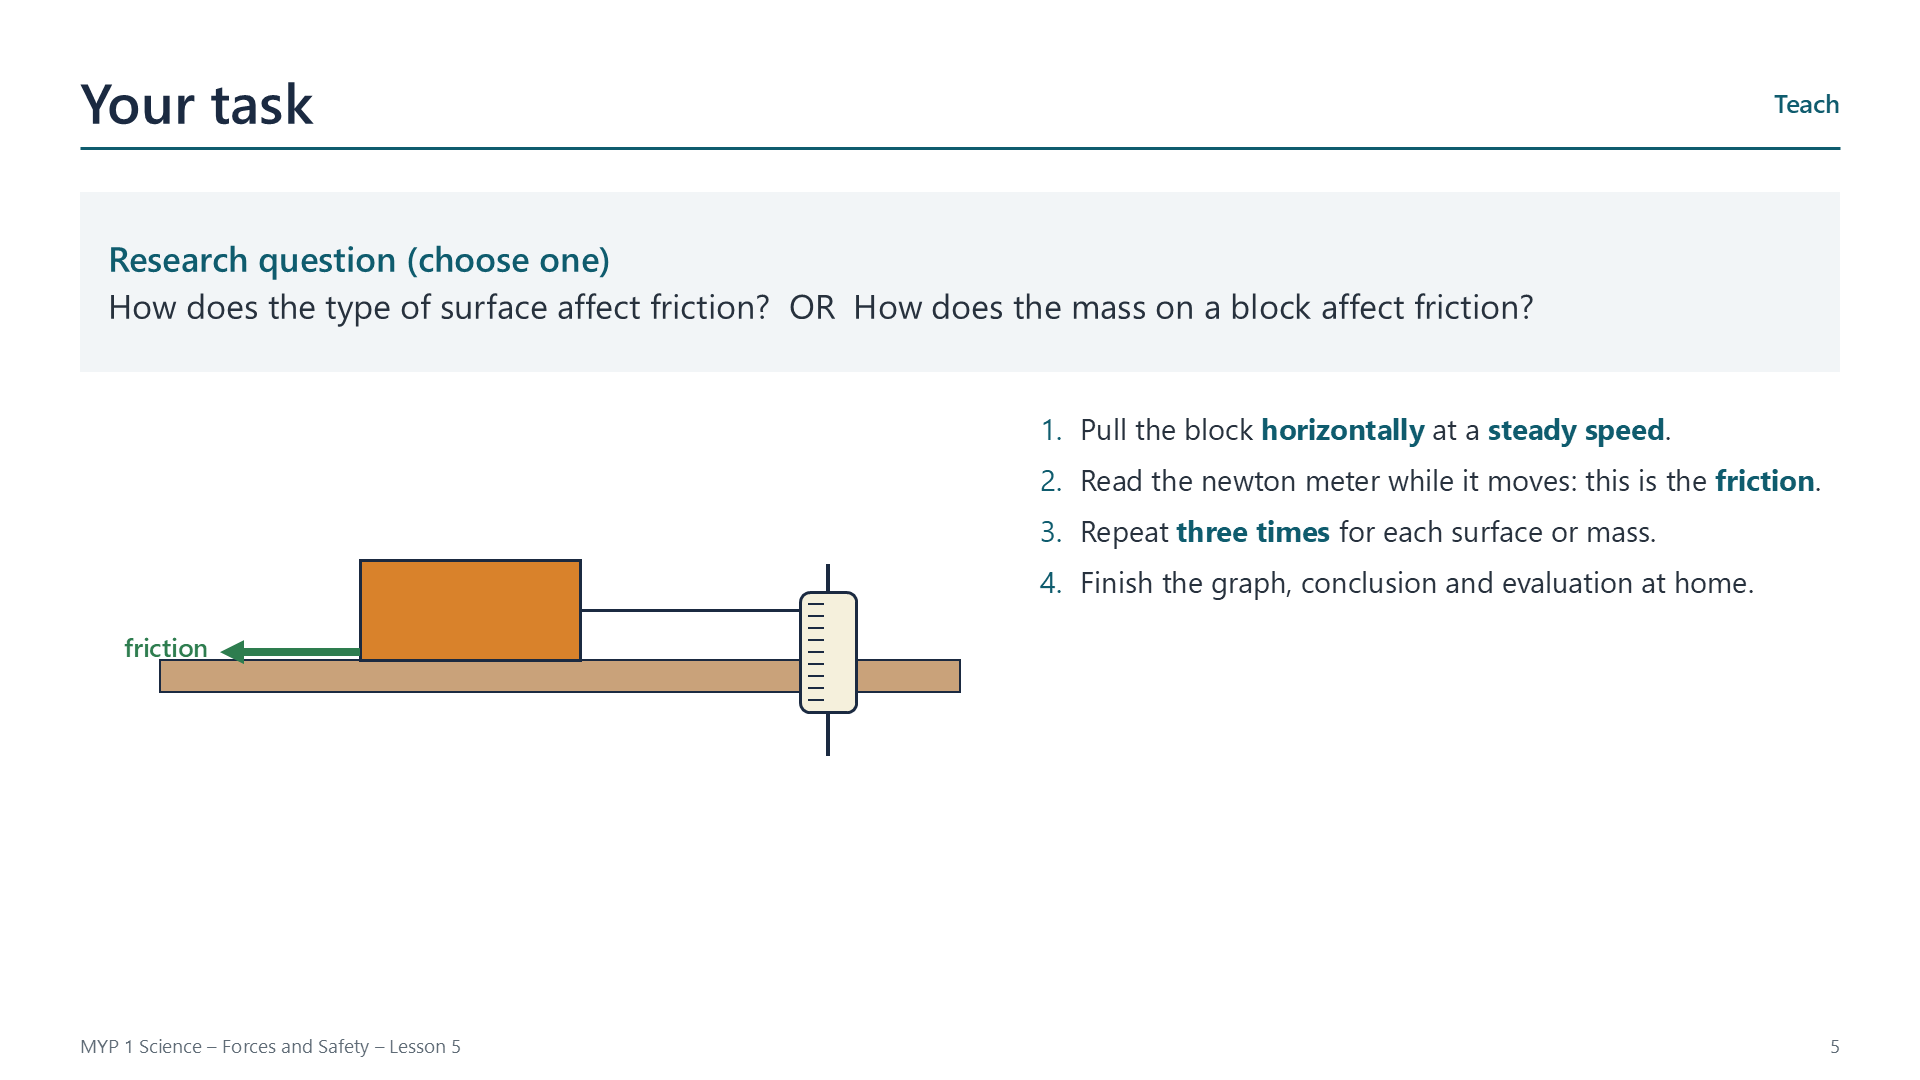 Your task
Teach
Research question (choose one)
How does the type of surface affect friction?  OR  How does the mass on a block affect friction?
1. Pull the block horizontally at a steady speed.
2. Read the newton meter while it moves: this is the friction.
3. Repeat three times for each surface or mass.
4. Finish the graph, conclusion and evaluation at home.
friction
MYP 1 Science – Forces and Safety – Lesson 5
5